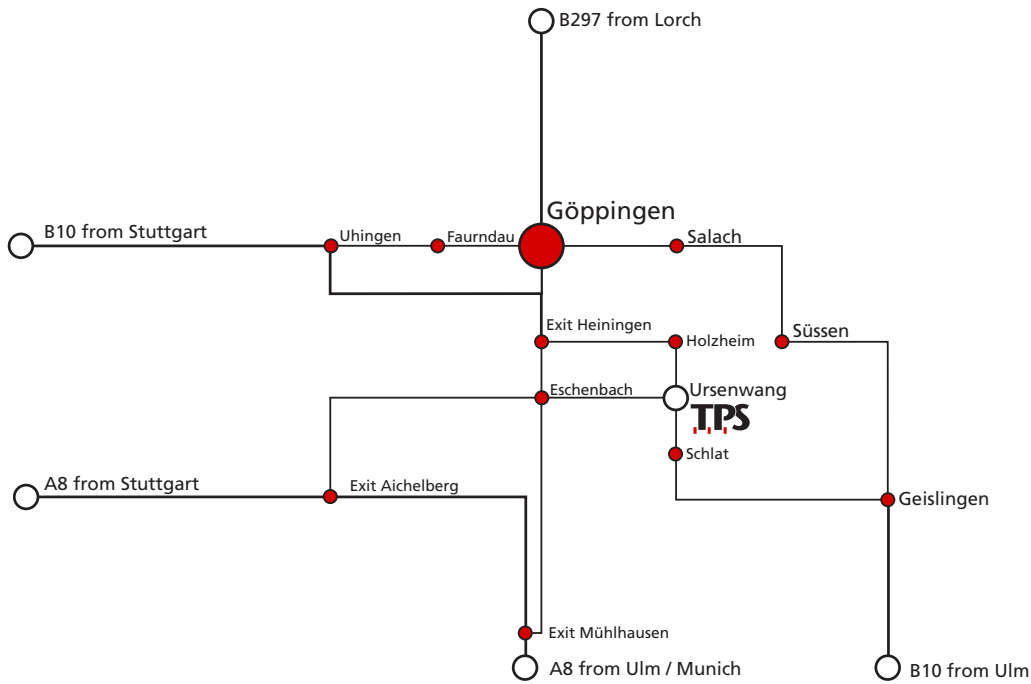 B297 from Lorch
Göppingen
B10 from Stuttgart
Uhingen
Faurndau
Salach
Exit Heiningen
Holzheim
Süssen
Eschenbach
Ursenwang
TPS
Schlat
A8 from Stuttgart
Exit Aichelberg
Geislingen
Exit Mühlhausen
A8 from Ulm / Munich
B10 from Ulm